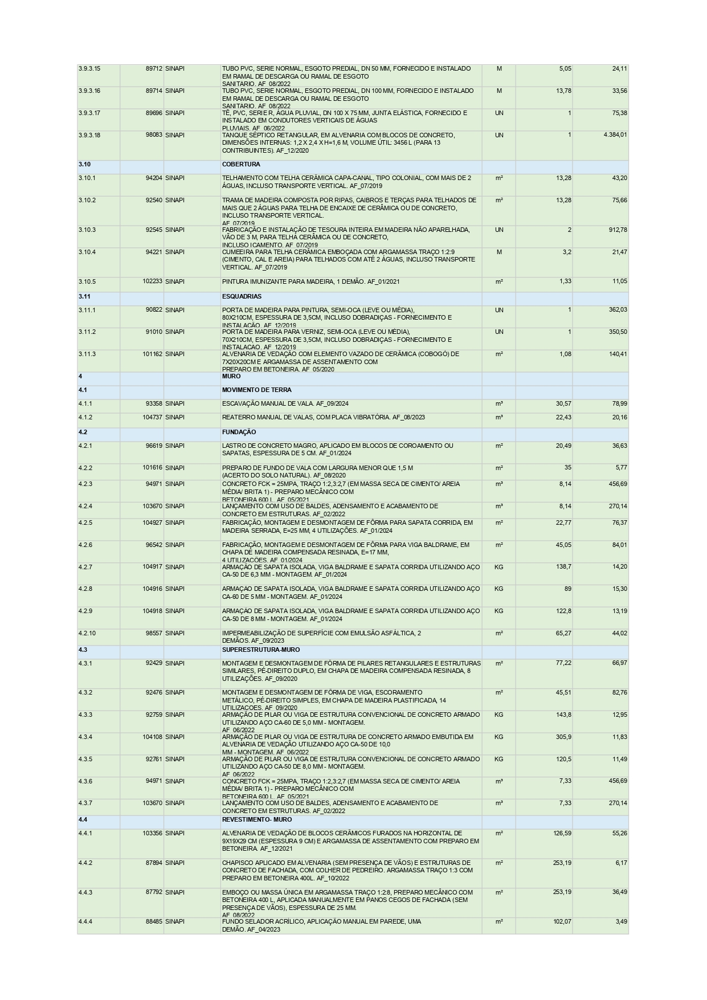 3.9.3.15 89712 SINAPI TUBO PVC, SERIE NORMAL, ESGOTO PREDIAL, DN 50 MM, FORNECIDO E INSTALADO M 5,05 24,11
EM RAMAL DE DESCARGA OU RAMAL DE ESGOTO
SANITÁRIO. AF_08/2022
3.9.3.16 89714 SINAPI TUBO PVC, SERIE NORMAL, ESGOTO PREDIAL, DN 100 MM, FORNECIDO E INSTALADO M 13,78 33,56
EM RAMAL DE DESCARGA OU RAMAL DE ESGOTO
SANITÁRIO. AF_08/2022
3.9.3.17 89696 SINAPI TÊ, PVC, SERIE R, ÁGUA PLUVIAL, DN 100 X 75 MM, JUNTA ELÁSTICA, FORNECIDO E UN 1 75,38
INSTALADO EM CONDUTORES VERTICAIS DE ÁGUAS
PLUVIAIS. AF_06/2022
3.9.3.18 98083 SINAPI TANQUE SÉPTICO RETANGULAR, EM ALVENARIA COM BLOCOS DE CONCRETO, UN 1 4.384,01
DIMENSÕES INTERNAS: 1,2 X 2,4 X H=1,6 M, VOLUME ÚTIL: 3456 L (PARA 13
CONTRIBUINTES). AF_12/2020
3.10 COBERTURA
3.10.1 94204 SINAPI TELHAMENTO COM TELHA CERÂMICA CAPA-CANAL, TIPO COLONIAL, COM MAIS DE 2 m² 13,28 43,20
ÁGUAS, INCLUSO TRANSPORTE VERTICAL. AF_07/2019
3.10.2 92540 SINAPI TRAMA DE MADEIRA COMPOSTA POR RIPAS, CAIBROS E TERÇAS PARA TELHADOS DE m² 13,28 75,66
MAIS QUE 2 ÁGUAS PARA TELHA DE ENCAIXE DE CERÂMICA OU DE CONCRETO,
INCLUSO TRANSPORTE VERTICAL.
AF_07/2019
3.10.3 92545 SINAPI FABRICAÇÃO E INSTALAÇÃO DE TESOURA INTEIRA EM MADEIRA NÃO APARELHADA, UN 2 912,78
VÃO DE 3 M, PARA TELHA CERÂMICA OU DE CONCRETO,
INCLUSO IÇAMENTO. AF_07/2019
3.10.4 94221 SINAPI CUMEEIRA PARA TELHA CERÂMICA EMBOÇADA COM ARGAMASSA TRAÇO 1:2:9 M 3,2 21,47
(CIMENTO, CAL E AREIA) PARA TELHADOS COM ATÉ 2 ÁGUAS, INCLUSO TRANSPORTE
VERTICAL. AF_07/2019
3.10.5 102233 SINAPI PINTURA IMUNIZANTE PARA MADEIRA, 1 DEMÃO. AF_01/2021 m² 1,33 11,05
3.11 ESQUADRIAS
3.11.1 90822 SINAPI PORTA DE MADEIRA PARA PINTURA, SEMI-OCA (LEVE OU MÉDIA), UN 1 362,03
80X210CM, ESPESSURA DE 3,5CM, INCLUSO DOBRADIÇAS - FORNECIMENTO E
INSTALAÇÃO. AF_12/2019
3.11.2 91010 SINAPI PORTA DE MADEIRA PARA VERNIZ, SEMI-OCA (LEVE OU MÉDIA), UN 1 350,50
70X210CM, ESPESSURA DE 3,5CM, INCLUSO DOBRADIÇAS - FORNECIMENTO E
INSTALAÇÃO. AF_12/2019
3.11.3 101162 SINAPI ALVENARIA DE VEDAÇÃO COM ELEMENTO VAZADO DE CERÂMICA (COBOGÓ) DE m² 1,08 140,41
7X20X20CM E ARGAMASSA DE ASSENTAMENTO COM
PREPARO EM BETONEIRA. AF_05/2020
4 MURO
4.1 MOVIMENTO DE TERRA
4.1.1 93358 SINAPI ESCAVAÇÃO MANUAL DE VALA. AF_09/2024 m³ 30,57 78,99
4.1.2 104737 SINAPI REATERRO MANUAL DE VALAS, COM PLACA VIBRATÓRIA. AF_08/2023 m³ 22,43 20,16
4.2 FUNDAÇÃO
4.2.1 96619 SINAPI LASTRO DE CONCRETO MAGRO, APLICADO EM BLOCOS DE COROAMENTO OU m² 20,49 36,63
SAPATAS, ESPESSURA DE 5 CM. AF_01/2024
4.2.2 101616 SINAPI PREPARO DE FUNDO DE VALA COM LARGURA MENOR QUE 1,5 M m² 35 5,77
(ACERTO DO SOLO NATURAL). AF_08/2020
4.2.3 94971 SINAPI CONCRETO FCK = 25MPA, TRAÇO 1:2,3:2,7 (EM MASSA SECA DE CIMENTO/ AREIA m³ 8,14 456,69
MÉDIA/ BRITA 1) - PREPARO MECÂNICO COM
BETONEIRA 600 L. AF_05/2021
4.2.4 103670 SINAPI LANÇAMENTO COM USO DE BALDES, ADENSAMENTO E ACABAMENTO DE m³ 8,14 270,14
CONCRETO EM ESTRUTURAS. AF_02/2022
4.2.5 104927 SINAPI FABRICAÇÃO, MONTAGEM E DESMONTAGEM DE FÔRMA PARA SAPATA CORRIDA, EM m² 22,77 76,37
MADEIRA SERRADA, E=25 MM, 4 UTILIZAÇÕES. AF_01/2024
4.2.6 96542 SINAPI FABRICAÇÃO, MONTAGEM E DESMONTAGEM DE FÔRMA PARA VIGA BALDRAME, EM m² 45,05 84,01
CHAPA DE MADEIRA COMPENSADA RESINADA, E=17 MM,
4 UTILIZAÇÕES. AF_01/2024
4.2.7 104917 SINAPI ARMAÇÃO DE SAPATA ISOLADA, VIGA BALDRAME E SAPATA CORRIDA UTILIZANDO AÇO KG 138,7 14,20
CA-50 DE 6,3 MM - MONTAGEM. AF_01/2024
4.2.8 104916 SINAPI ARMAÇÃO DE SAPATA ISOLADA, VIGA BALDRAME E SAPATA CORRIDA UTILIZANDO AÇO KG 89 15,30
CA-60 DE 5 MM - MONTAGEM. AF_01/2024
4.2.9 104918 SINAPI ARMAÇÃO DE SAPATA ISOLADA, VIGA BALDRAME E SAPATA CORRIDA UTILIZANDO AÇO KG 122,8 13,19
CA-50 DE 8 MM - MONTAGEM. AF_01/2024
4.2.10 98557 SINAPI IMPERMEABILIZAÇÃO DE SUPERFÍCIE COM EMULSÃO ASFÁLTICA, 2 m² 65,27 44,02
DEMÃOS. AF_09/2023
4.3 SUPERESTRUTURA-MURO
4.3.1 92429 SINAPI MONTAGEM E DESMONTAGEM DE FÔRMA DE PILARES RETANGULARES E ESTRUTURAS m² 77,22 66,97
SIMILARES, PÉ-DIREITO DUPLO, EM CHAPA DE MADEIRA COMPENSADA RESINADA, 8
UTILIZAÇÕES. AF_09/2020
4.3.2 92476 SINAPI MONTAGEM E DESMONTAGEM DE FÔRMA DE VIGA, ESCORAMENTO m² 45,51 82,76
METÁLICO, PÉ-DIREITO SIMPLES, EM CHAPA DE MADEIRA PLASTIFICADA, 14
UTILIZAÇÕES. AF_09/2020
4.3.3 92759 SINAPI ARMAÇÃO DE PILAR OU VIGA DE ESTRUTURA CONVENCIONAL DE CONCRETO ARMADO KG 143,8 12,95
UTILIZANDO AÇO CA-60 DE 5,0 MM - MONTAGEM.
AF_06/2022
4.3.4 104108 SINAPI ARMAÇÃO DE PILAR OU VIGA DE ESTRUTURA DE CONCRETO ARMADO EMBUTIDA EM KG 305,9 11,83
ALVENARIA DE VEDAÇÃO UTILIZANDO AÇO CA-50 DE 10,0
MM - MONTAGEM. AF_06/2022
4.3.5 92761 SINAPI ARMAÇÃO DE PILAR OU VIGA DE ESTRUTURA CONVENCIONAL DE CONCRETO ARMADO KG 120,5 11,49
UTILIZANDO AÇO CA-50 DE 8,0 MM - MONTAGEM.
AF_06/2022
4.3.6 94971 SINAPI CONCRETO FCK = 25MPA, TRAÇO 1:2,3:2,7 (EM MASSA SECA DE CIMENTO/ AREIA m³ 7,33 456,69
MÉDIA/ BRITA 1) - PREPARO MECÂNICO COM
BETONEIRA 600 L. AF_05/2021
4.3.7 103670 SINAPI LANÇAMENTO COM USO DE BALDES, ADENSAMENTO E ACABAMENTO DE m³ 7,33 270,14
CONCRETO EM ESTRUTURAS. AF_02/2022
4.4 REVESTIMENTO- MURO
4.4.1 103356 SINAPI ALVENARIA DE VEDAÇÃO DE BLOCOS CERÂMICOS FURADOS NA HORIZONTAL DE m² 126,59 55,26
9X19X29 CM (ESPESSURA 9 CM) E ARGAMASSA DE ASSENTAMENTO COM PREPARO EM
BETONEIRA. AF_12/2021
4.4.2 87894 SINAPI CHAPISCO APLICADO EM ALVENARIA (SEM PRESENÇA DE VÃOS) E ESTRUTURAS DE m² 253,19 6,17
CONCRETO DE FACHADA, COM COLHER DE PEDREIRO. ARGAMASSA TRAÇO 1:3 COM
PREPARO EM BETONEIRA 400L. AF_10/2022
4.4.3 87792 SINAPI EMBOÇO OU MASSA ÚNICA EM ARGAMASSA TRAÇO 1:2:8, PREPARO MECÂNICO COM m² 253,19 36,49
BETONEIRA 400 L, APLICADA MANUALMENTE EM PANOS CEGOS DE FACHADA (SEM
PRESENÇA DE VÃOS), ESPESSURA DE 25 MM.
AF_08/2022
4.4.4 88485 SINAPI FUNDO SELADOR ACRÍLICO, APLICAÇÃO MANUAL EM PAREDE, UMA m² 102,07 3,49
DEMÃO. AF_04/2023